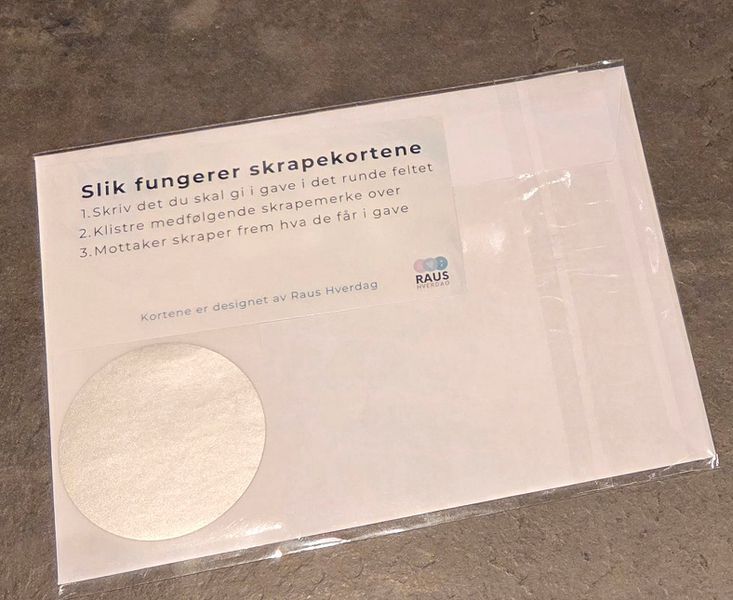 Slik fungerer skrapekortene
1.Skriv det du skal gi i gave i det runde feltet
2.Klistre medfølgende skrapemerke over
3.Mottaker skraper frem hva de får i gave
Kortene er designet av Raus Hverdag
RAUS
HVERDAG